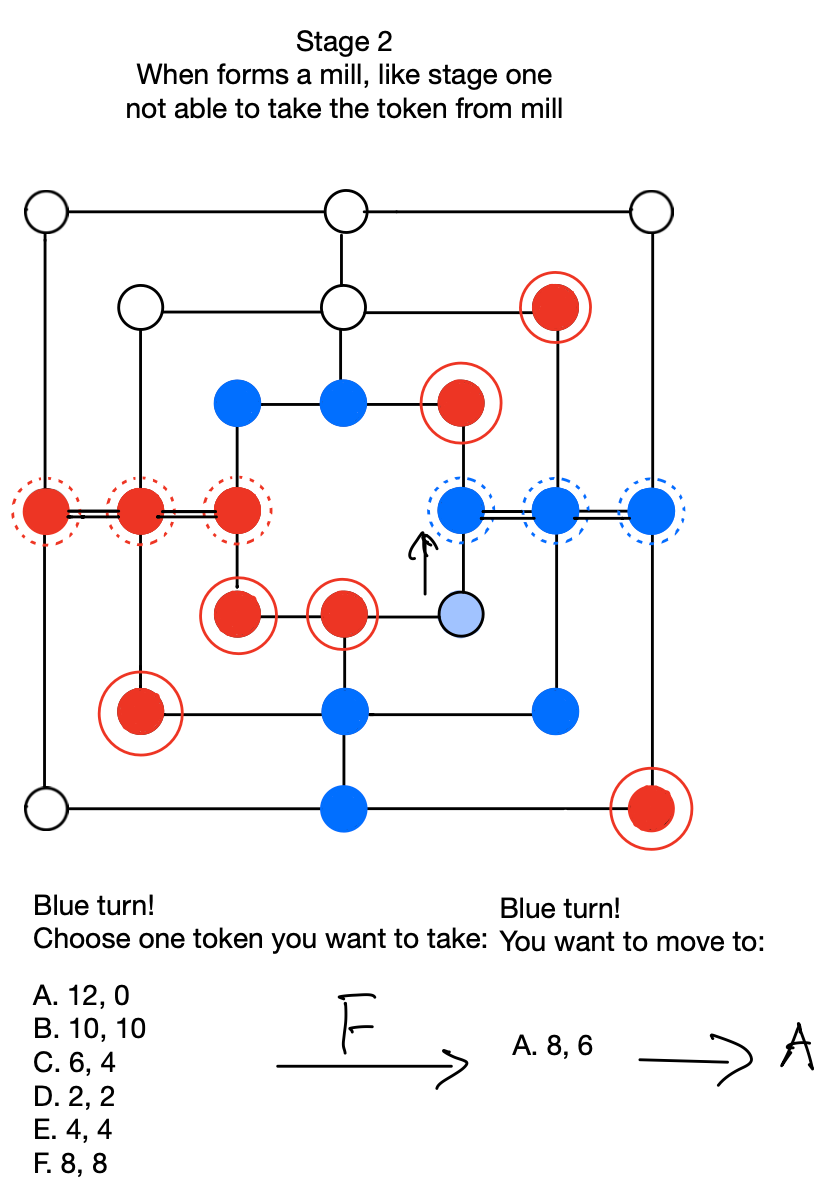 Stage 2
When forms a mill, like stage one
not able to take the token from mill
Blue turn!
Choose one token you want to take:
A. 12, 0
B. 10, 10
C. 6, 4
D. 2, 2
E. 4, 4
F. 8, 8
F
Blue turn!
You want to move to:
A. 8, 6
A